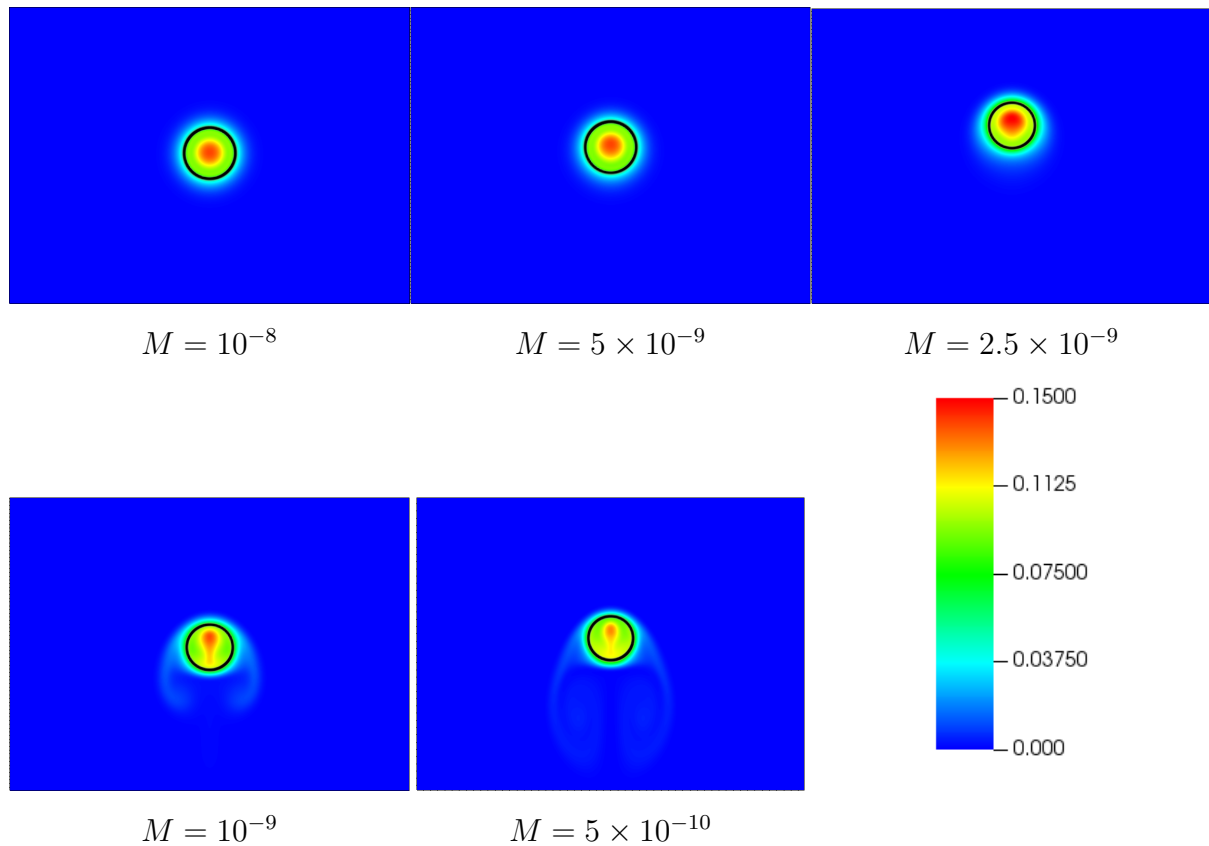 M = 10⁻⁸
M = 5 × 10⁻⁹
M = 2.5 × 10⁻⁹
0.1500
0.1125
0.07500
0.03750
0.000
M = 10⁻⁹
M = 5 × 10⁻¹⁰